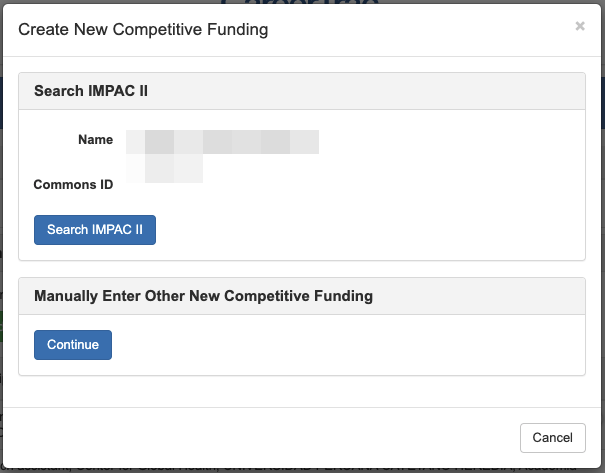 Create New Competitive Funding ×
Search IMPAC II
Name
Commons ID
Search IMPAC II
Manually Enter Other New Competitive Funding
Continue
Cancel